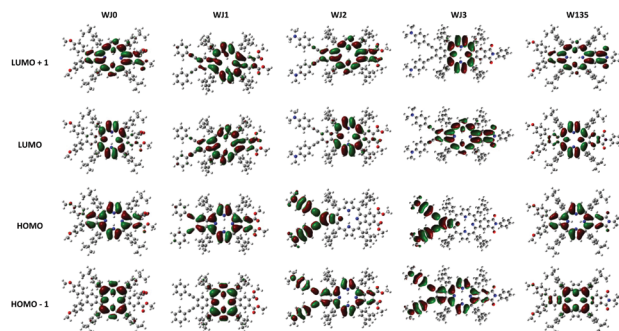 WJ0 WJ1 WJ2 WJ3 W135
LUMO + 1
LUMO
HOMO
HOMO - 1